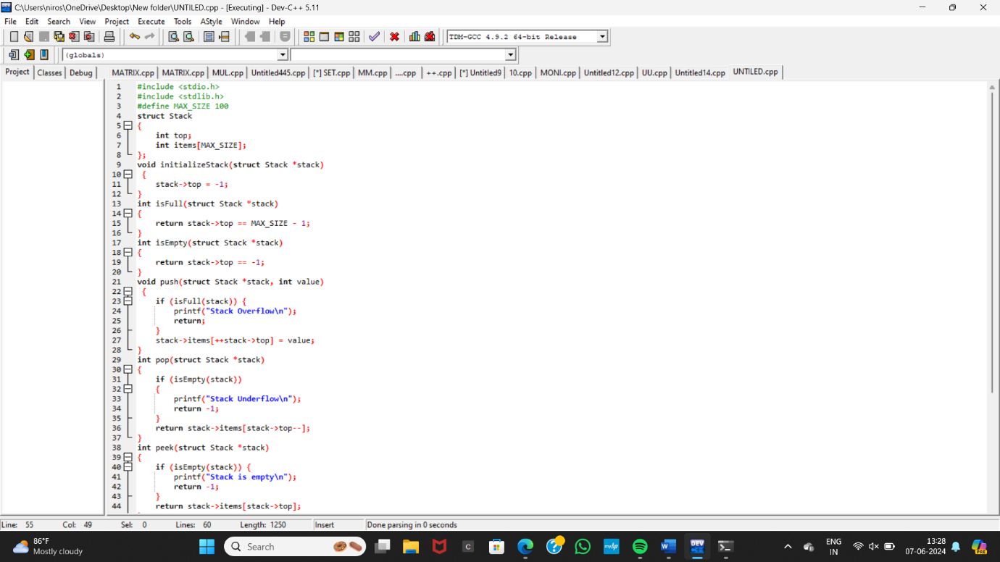 C:\Users\niros\OneDrive\Desktop\New folder\UNTILED.cpp - [Executing] - Dev-C++ 5.11
File Edit Search View Project Execute Tools AStyle Window Help
TDM-GCC 4.9.2 64-bit Release
(globals)
Project Classes Debug MATRIX.cpp MATRIX.cpp MUL.cpp Untitled445.cpp [*] SET.cpp MM.cpp ....cpp ++.cpp [*] Untitled9 10.cpp MONI.cpp Untitled12.cpp UU.cpp Untitled14.cpp UNTILED.cpp
1 #include <stdio.h>
2 #include <stdlib.h>
3 #define MAX_SIZE 100
4 struct Stack
5 {
6 int top;
7 int items[MAX_SIZE];
8 };
9 void initializeStack(struct Stack *stack)
10 {
11 stack->top = -1;
12 }
13 int isFull(struct Stack *stack)
14 {
15 return stack->top == MAX_SIZE - 1;
16 }
17 int isEmpty(struct Stack *stack)
18 {
19 return stack->top == -1;
20 }
21 void push(struct Stack *stack, int value)
22 {
23 if (isFull(stack)) {
24 printf("Stack Overflow\n");
25 return;
26 }
27 stack->items[++stack->top] = value;
28 }
29 int pop(struct Stack *stack)
30 {
31 if (isEmpty(stack))
32 {
33 printf("Stack Underflow\n");
34 return -1;
35 }
36 return stack->items[stack->top--];
37 }
38 int peek(struct Stack *stack)
39 {
40 if (isEmpty(stack)) {
41 printf("Stack is empty\n");
42 return -1;
43 }
44 return stack->items[stack->top];
Line: 55 Col: 49 Sel: 0 Lines: 60 Length: 1250 Insert Done parsing in 0 seconds
86°F
Mostly cloudy
Search
C
myhp
W
DEV
ENG
IN
13:28
07-06-2024
PRE